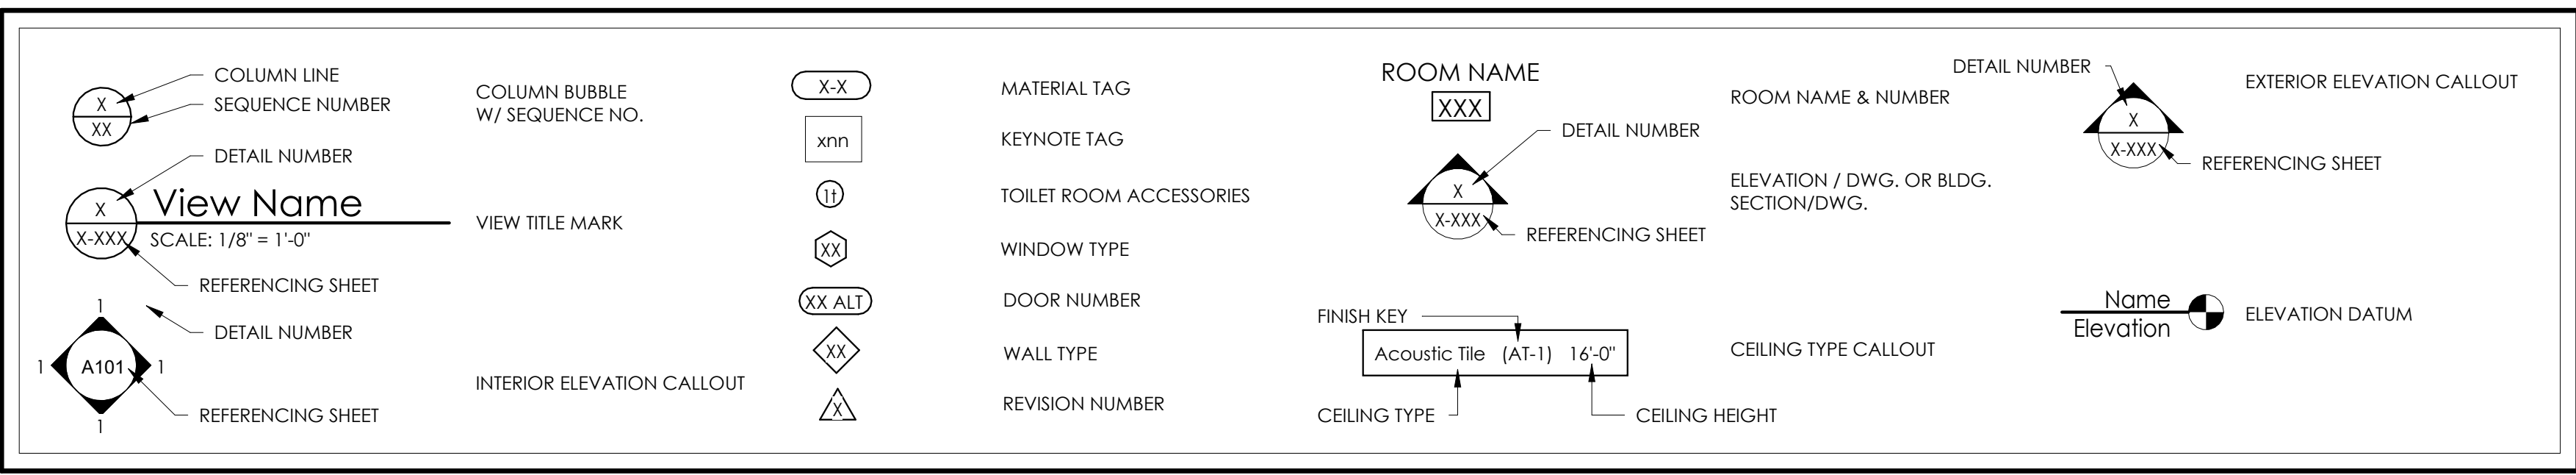 COLUMN LINE
X
SEQUENCE NUMBER
XX
COLUMN BUBBLE
W/ SEQUENCE NO.
DETAIL NUMBER
X
View Name
X-XXX
SCALE: 1/8" = 1'-0"
VIEW TITLE MARK
REFERENCING SHEET
1
DETAIL NUMBER
1
A101
1
INTERIOR ELEVATION CALLOUT
REFERENCING SHEET
1
X-X
MATERIAL TAG
xnn
KEYNOTE TAG
1t
TOILET ROOM ACCESSORIES
XX
WINDOW TYPE
XX ALT
DOOR NUMBER
XX
WALL TYPE
X
REVISION NUMBER
ROOM NAME
XXX
ROOM NAME & NUMBER
DETAIL NUMBER
X
X-XXX
ELEVATION / DWG. OR BLDG.
SECTION/DWG.
REFERENCING SHEET
FINISH KEY
Acoustic Tile (AT-1) 16'-0"
CEILING TYPE CALLOUT
CEILING TYPE
CEILING HEIGHT
DETAIL NUMBER
EXTERIOR ELEVATION CALLOUT
X
X-XXX
REFERENCING SHEET
Name
Elevation
ELEVATION DATUM